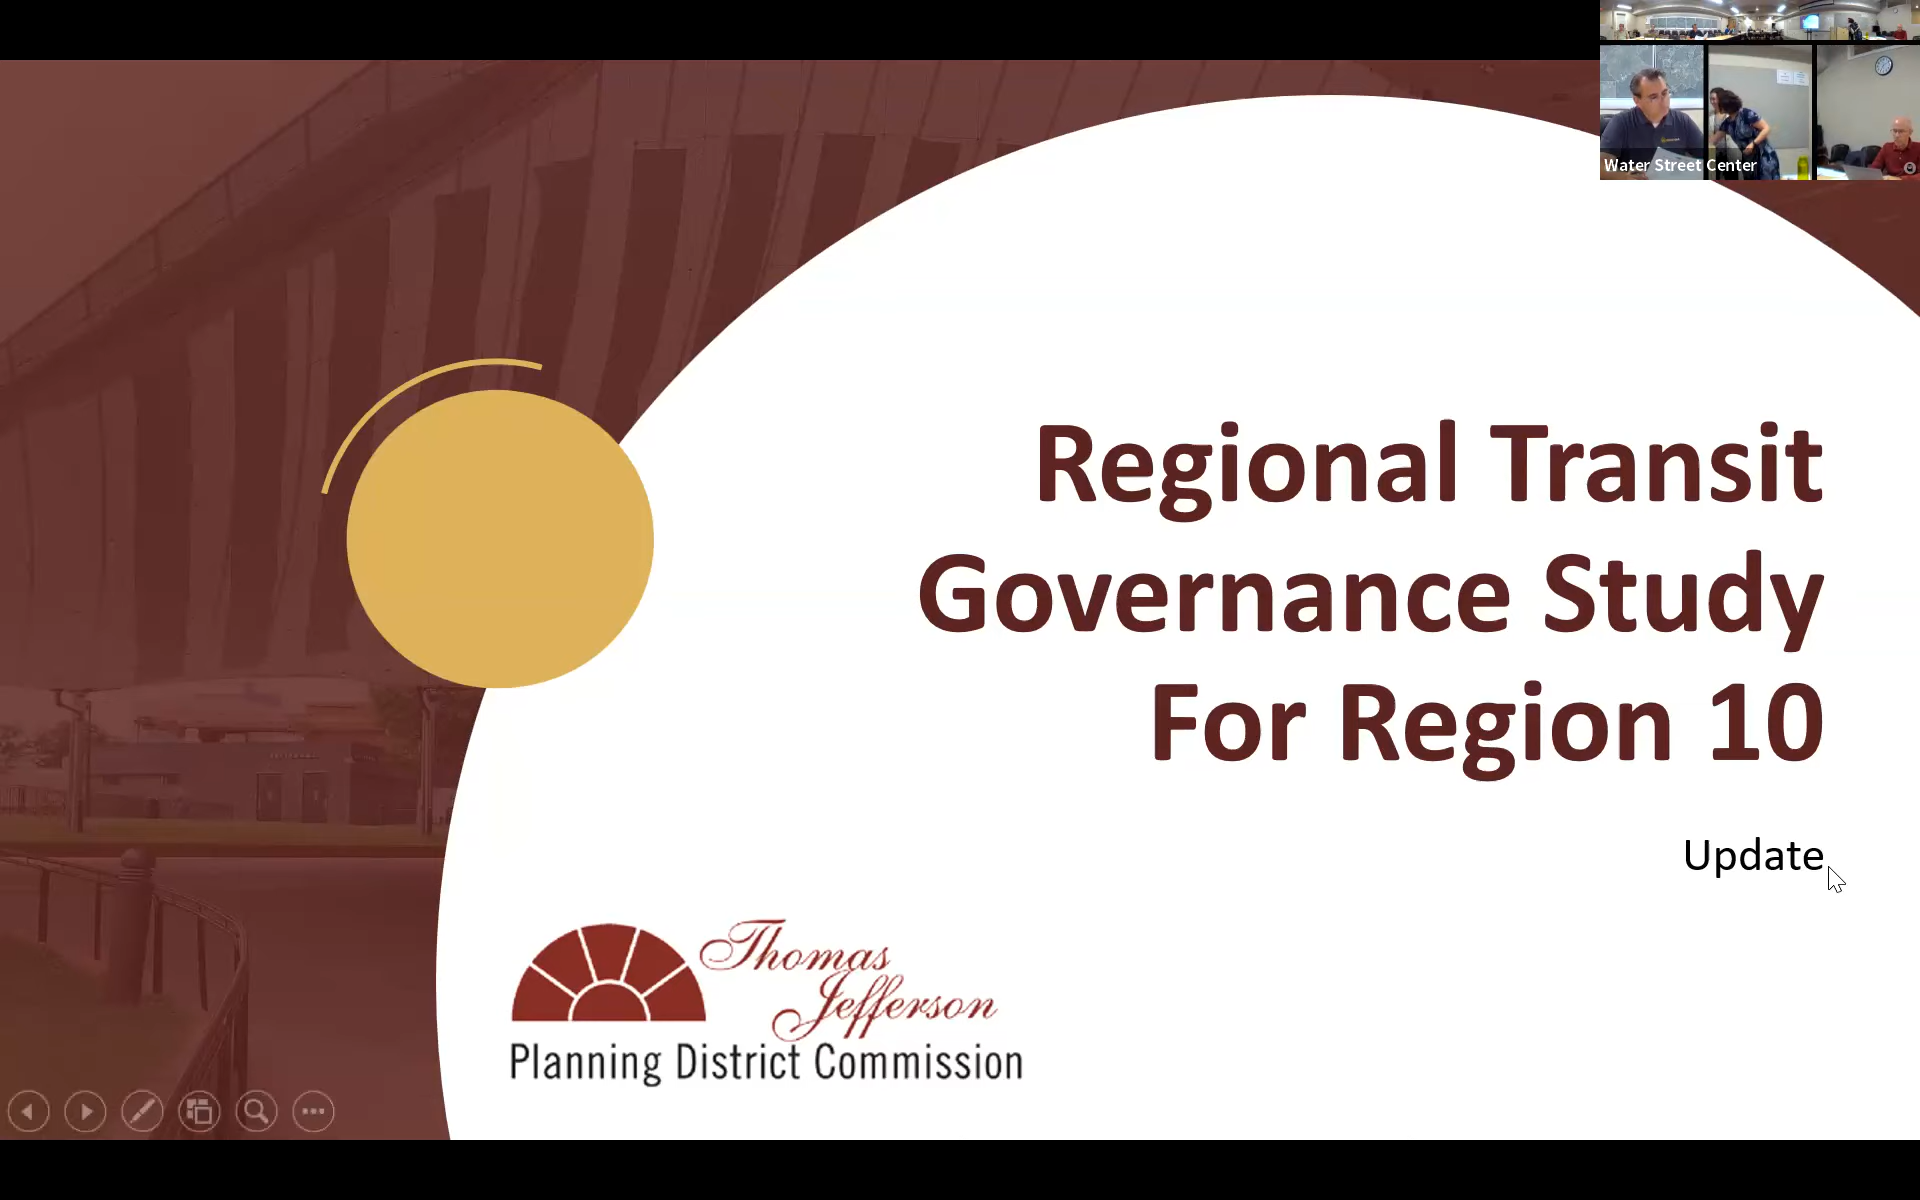 Water Street Center
Regional Transit
Governance Study
For Region 10
Update
Thomas
Jefferson
Planning District Commission